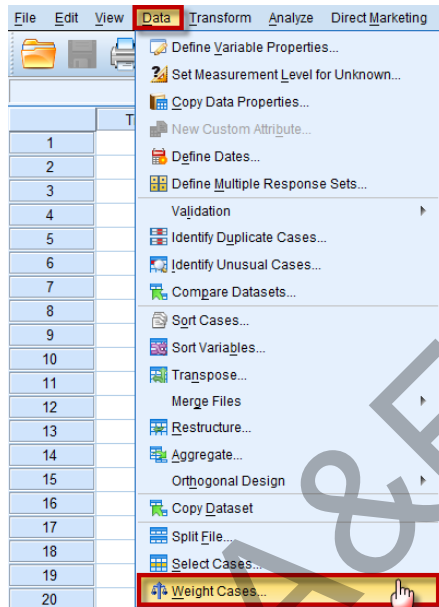 File Edit View Data Transform Analyze Direct Marketing
Define Variable Properties...
Set Measurement Level for Unknown...
Copy Data Properties...
New Custom Attribute...
Define Dates...
Define Multiple Response Sets...
Validation
Identify Duplicate Cases...
Identify Unusual Cases...
Compare Datasets...
Sort Cases...
Sort Variables...
Transpose...
Merge Files
Restructure...
Aggregate...
Orthogonal Design
Copy Dataset
Split File...
Select Cases...
Weight Cases...
1
2
3
4
5
6
7
8
9
10
11
12
13
14
15
16
17
18
19
20